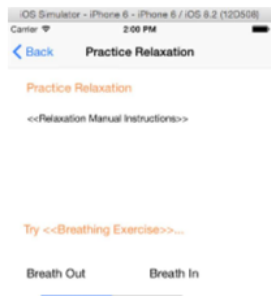 iOS Simulator - iPhone 6 - iPhone 6 / iOS 8.2 (12D508)
Carrier 2:00 PM
Back Practice Relaxation
Practice Relaxation
<<Relaxation Manual Instructions>>
Try <<Breathing Exercise>>...
Breath Out Breath In